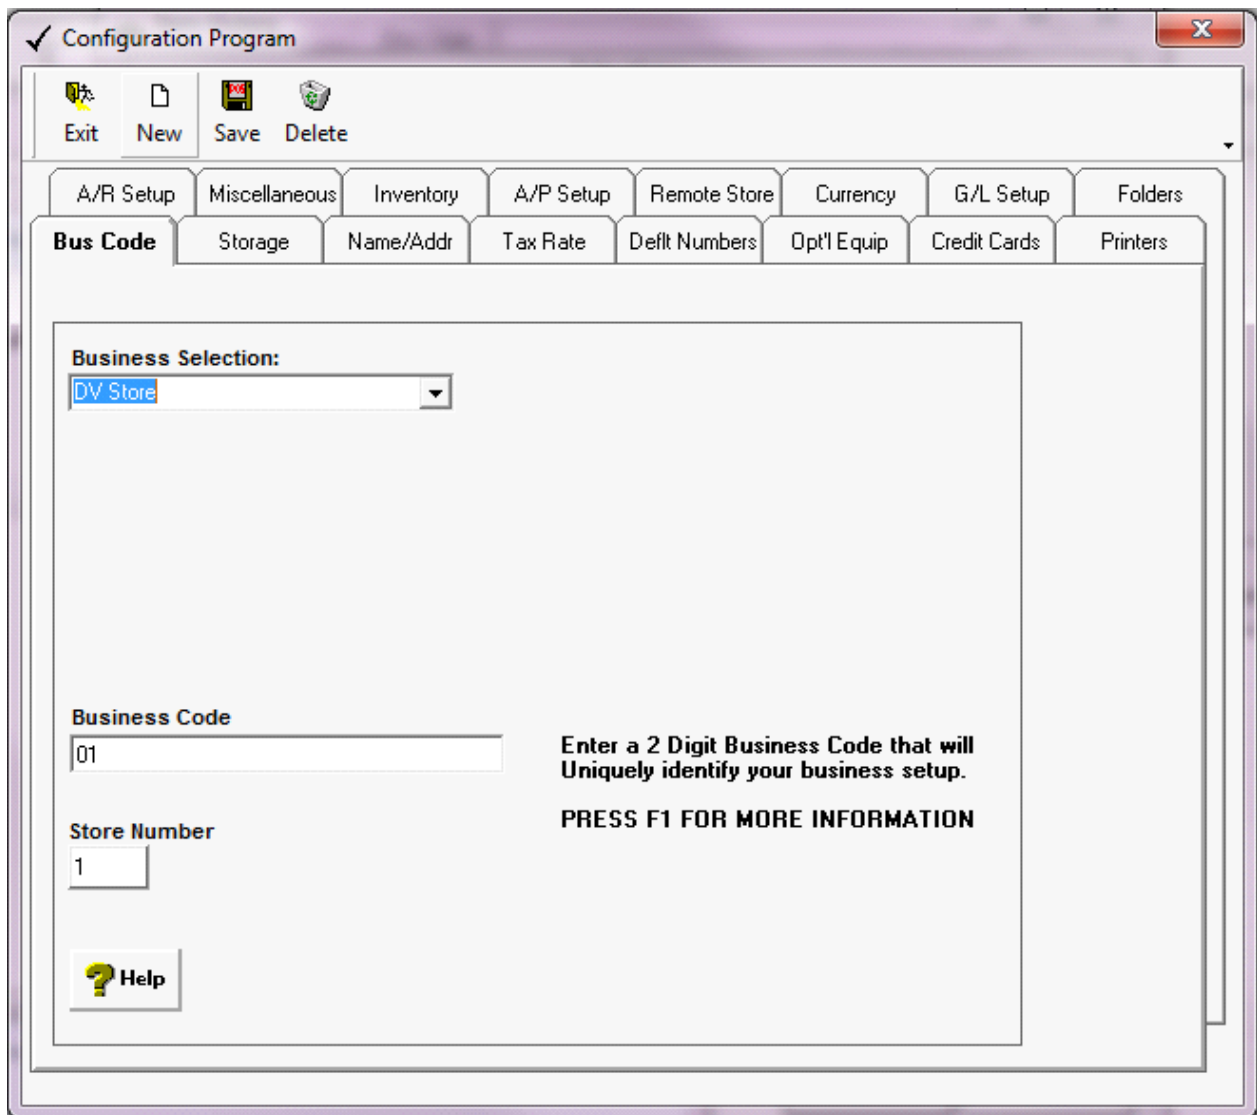 Configuration Program
Exit New Save Delete
A/R Setup Miscellaneous Inventory A/P Setup Remote Store Currency G/L Setup Folders
Bus Code Storage Name/Addr Tax Rate Deflt Numbers Opt'l Equip Credit Cards Printers
Business Selection:
DV Store
Business Code
01
Enter a 2 Digit Business Code that will
Uniquely identify your business setup.
PRESS F1 FOR MORE INFORMATION
Store Number
1
Help